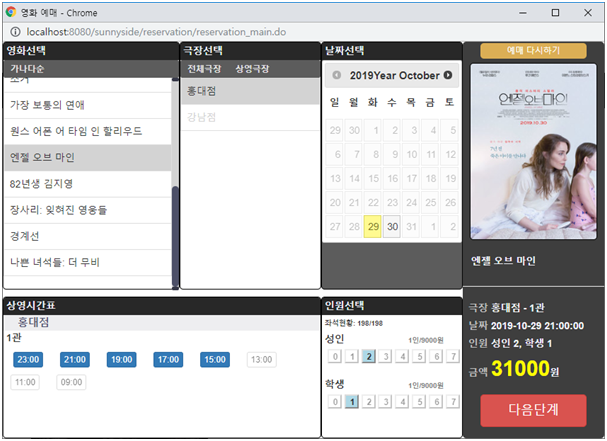 영화 예매 - Chrome
localhost:8080/sunnyside/reservation/reservation_main.do
영화선택
가나다순
조커
가장 보통의 연애
원스 어폰 어 타임 인 할리우드
엔젤 오브 마인
82년생 김지영
장사리: 잊혀진 영웅들
경계선
나쁜 녀석들: 더 무비
극장선택
전체극장 상영극장
홍대점
강남점
날짜선택
2019Year October
일 월 화 수 목 금 토
29 30 1 2 3 4 5
6 7 8 9 10 11 12
13 14 15 16 17 18 19
20 21 22 23 24 25 26
27 28 29 30 31 1 2
예매 다시하기
엔젤 오브 마인
2019.10.30
엔젤 오브 마인
상영시간표
홍대점
1관
23:00 21:00 19:00 17:00 15:00 13:00
11:00 09:00
인원선택
좌석현황: 198/198
성인 1인/9000원
0 1 2 3 4 5 6 7
학생 1인/9000원
0 1 2 3 4 5 6 7
극장 홍대점 - 1관
날짜 2019-10-29 21:00:00
인원 성인 2, 학생 1
금액 31000원
다음단계